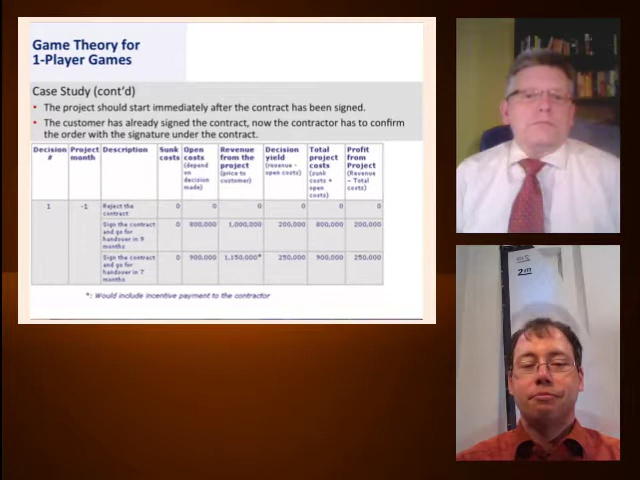 Game Theory for
1-Player Games
Case Study (cont'd)
• The project should start immediately after the contract has been signed.
• The customer has already signed the contract, now the contractor has to confirm
the order with the signature under the contract.
Decision # Project month Description Sunk costs Open costs (depend on decision made) Revenue from the project (price to customer) Decision yield (revenue - open costs) Total project costs (sunk costs + open costs) Profit from Project (Revenue - Total costs)
1 -1 Reject the contract 0 0 0 0 0 0
Sign the contract and go for handover in 9 months 0 800,000 1,000,000 200,000 800,000 200,000
Sign the contract and go for handover in 7 months 0 900,000 1,150,000* 250,000 900,000 250,000
*: Would include incentive payment to the contractor